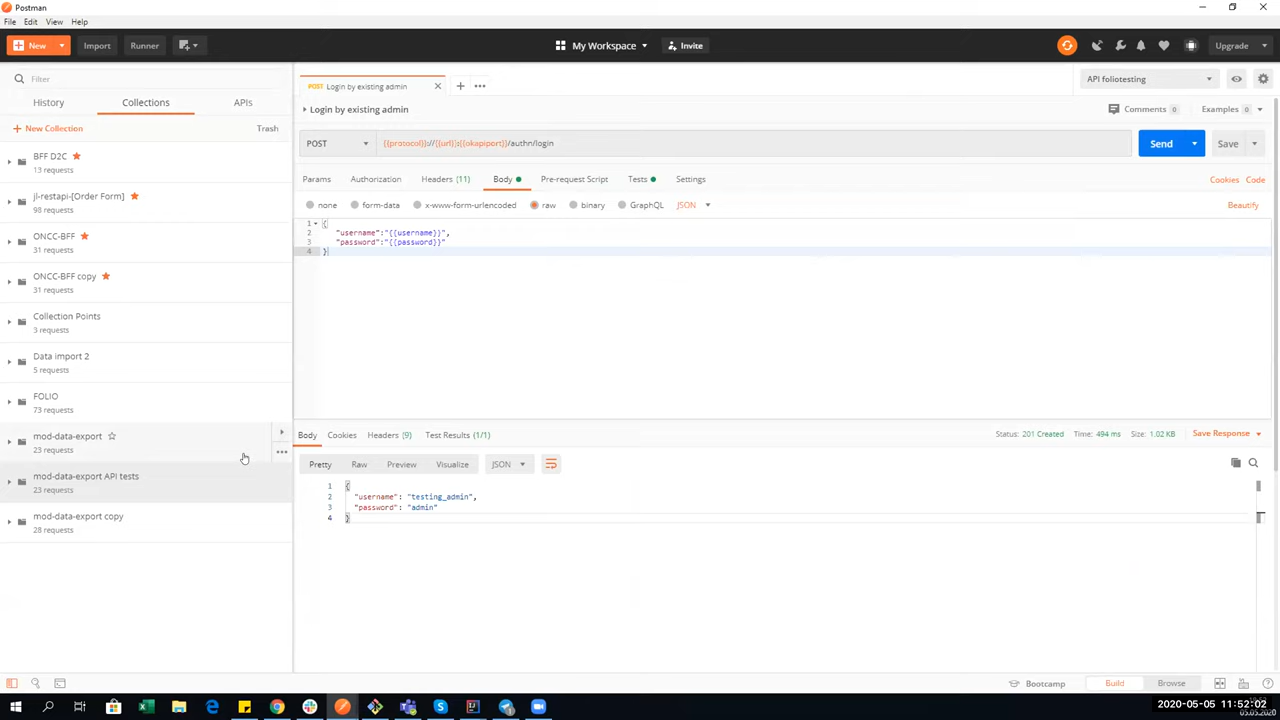 Postman
File Edit View Help
New Import Runner My Workspace Invite Upgrade
Filter
History Collections APIs
New Collection Trash
BFF D2C
13 requests
jl-restapi-[Order Form]
98 requests
ONCC-BFF
31 requests
ONCC-BFF copy
31 requests
Collection Points
3 requests
Data import 2
5 requests
FOLIO
73 requests
mod-data-export
23 requests
mod-data-export API tests
23 requests
mod-data-export copy
28 requests
POST Login by existing admin
API foliotesting
Login by existing admin
Comments 0 Examples 0
POST {{protocol}}://{{url}}:{{okapiport}}/authn/login Send Save
Params Authorization Headers (11) Body Pre-request Script Tests Settings Cookies Code
none form-data x-www-form-urlencoded raw binary GraphQL JSON Beautify
1 {
2 "username":"{{username}}",
3 "password":"{{password}}"
4 }
Body Cookies Headers (9) Test Results (1/1) Status: 201 Created Time: 494 ms Size: 1.02 KB Save Response
Pretty Raw Preview Visualize JSON
1 {
2 "username": "testing_admin",
3 "password": "admin"
4 }
Bootcamp Build Browse
2020-05-05 11:52:02